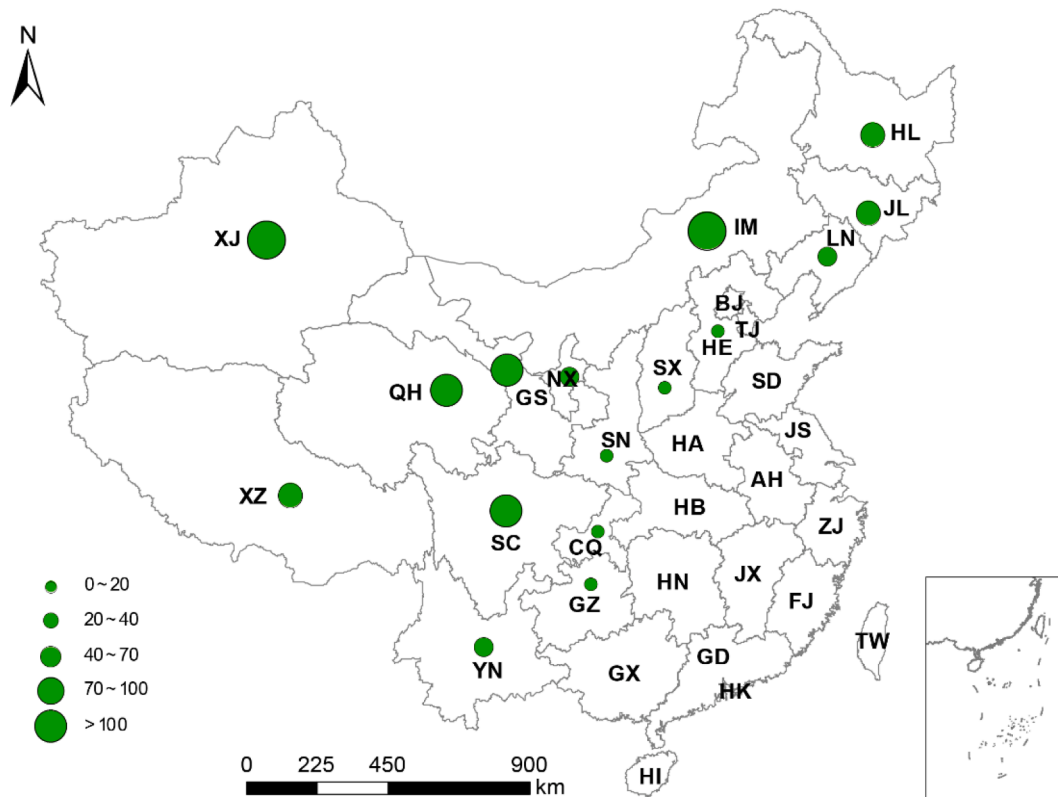 N
HL
JL
XJ
IM
LN
BJ
TJ
HE
SX
SD
NX
QH
GS
JS
HA
SN
AH
XZ
HB
ZJ
SC
CQ
JX
HN
GZ
FJ
0~20
20~40
TW
40~70
GD
YN
GX
70~100
HK
>100
0 225 450 900
km
HI